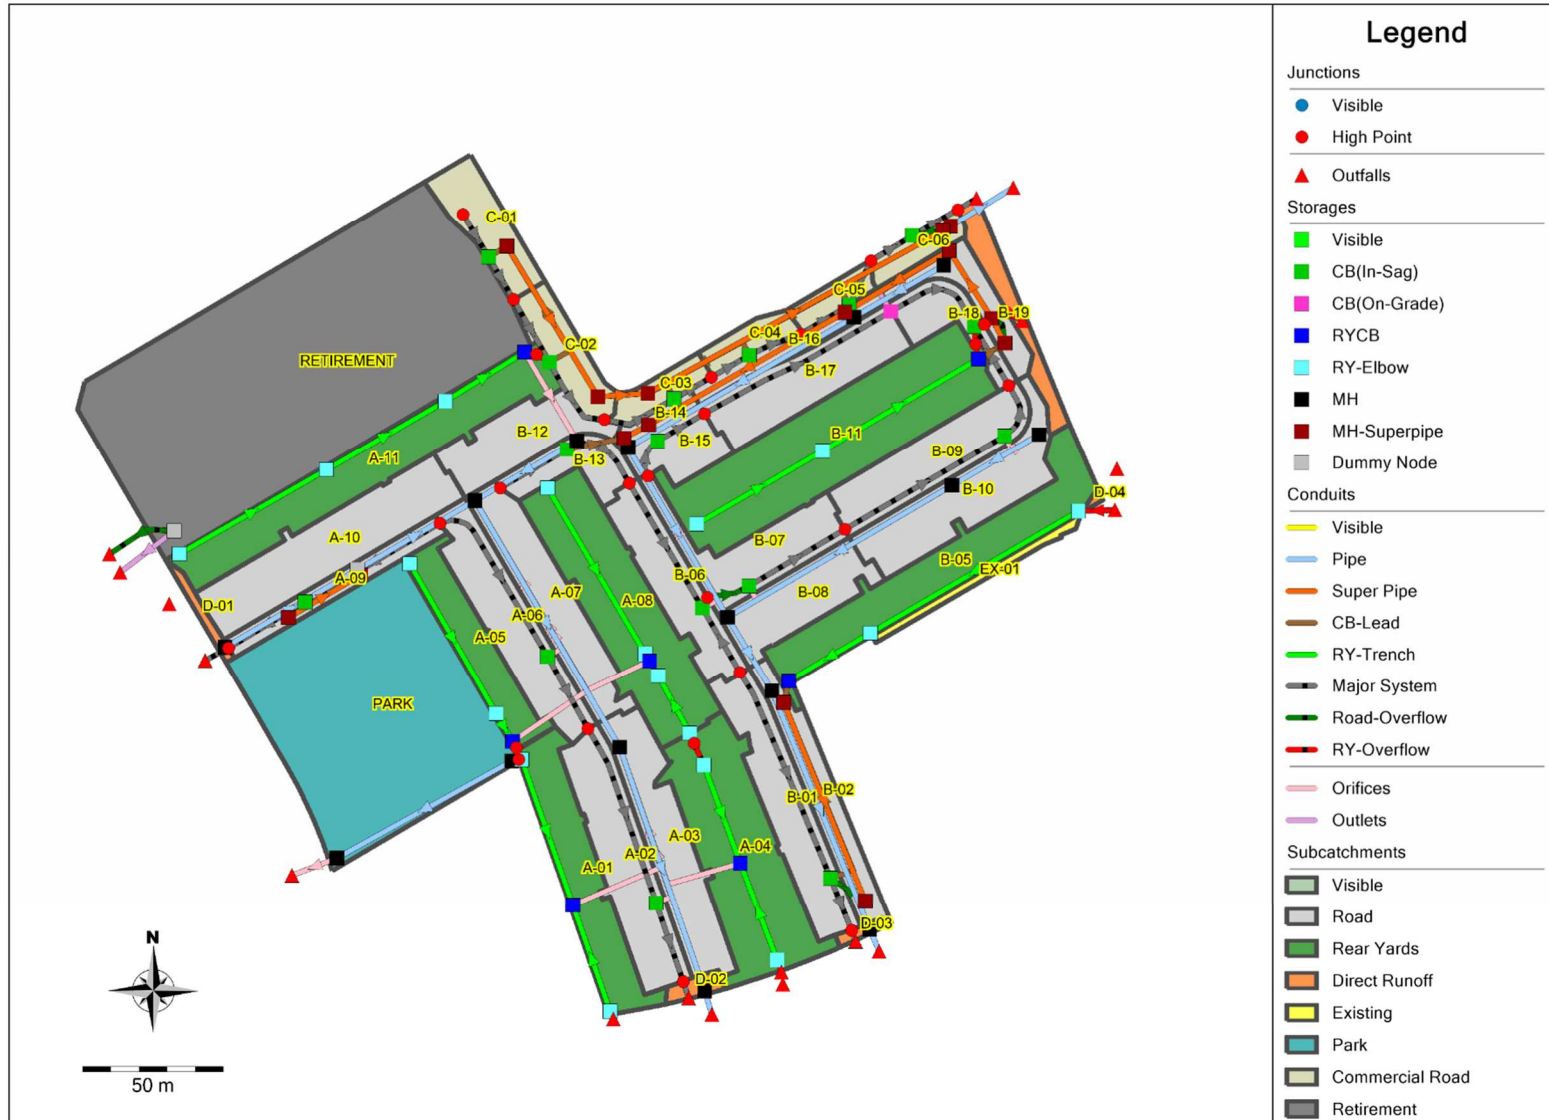 Legend
Junctions
Visible
High Point
Outfalls
Storages
Visible
CB(In-Sag)
CB(On-Grade)
RYCB
RY-Elbow
MH
MH-Superpipe
Dummy Node
Conduits
Visible
Pipe
Super Pipe
CB-Lead
RY-Trench
Major System
Road-Overflow
RY-Overflow
Orifices
Outlets
Subcatchments
Visible
Road
Rear Yards
Direct Runoff
Existing
Park
Commercial Road
Retirement
C-01
C-06
C-05
B-18 B-19
C-04
B-16
C-02
RETIREMENT
B-17
C-03
B-14
B-12
B-15
B-11
B-13
A-11
B-09
B-10
D-04
A-10
B-07
B-05
EX-01
A-09
B-06
B-08
D-01
A-07
A-08
A-06
A-05
PARK
B-01
B-02
A-03
A-04
A-02
A-01
D-03
D-02
N
50 m